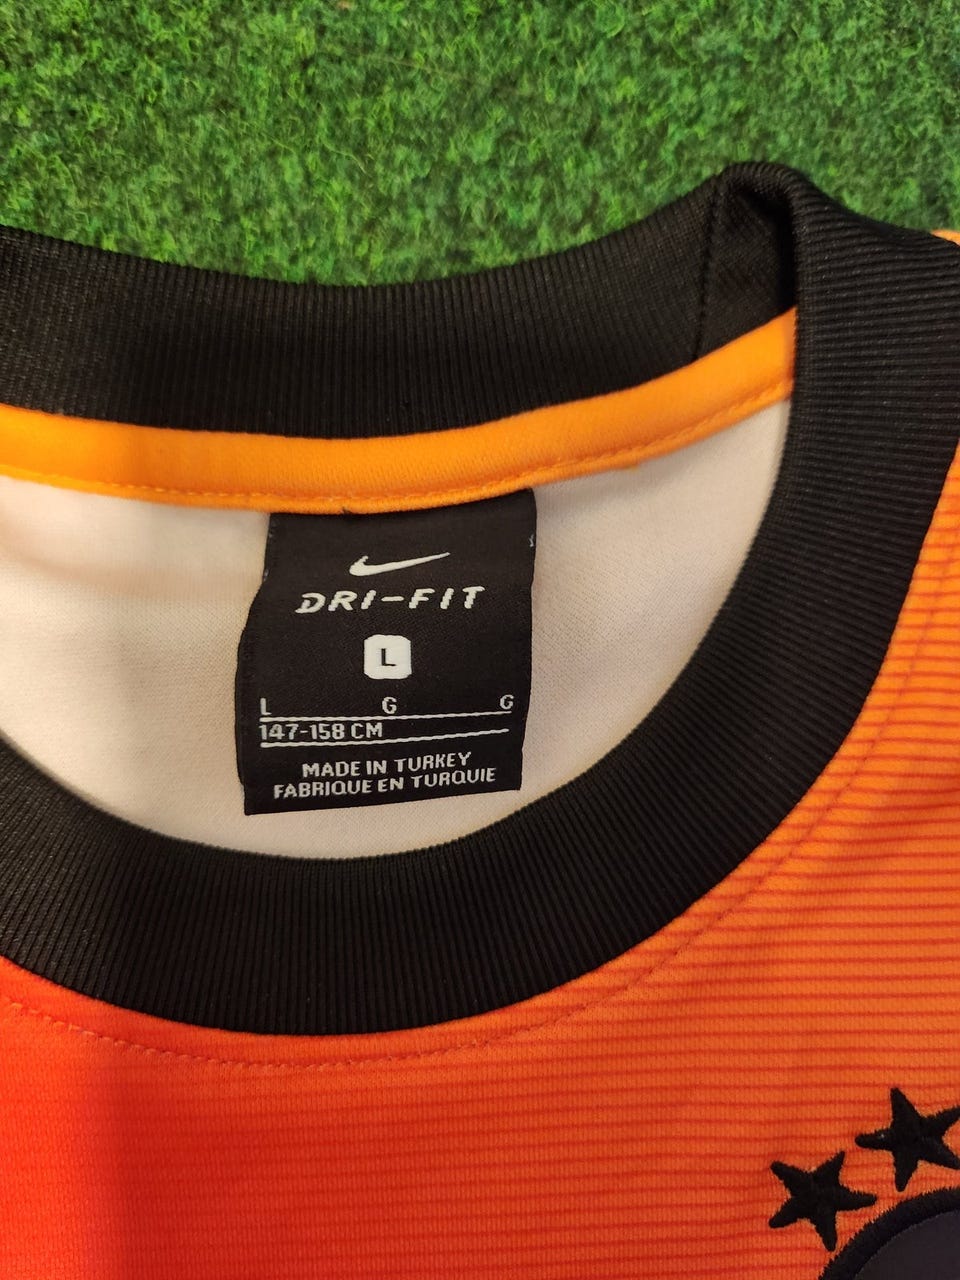 DRI-FIT
L
L G G
147-158 CM
MADE IN TURKEY
FABRIQUE EN TURQUIE